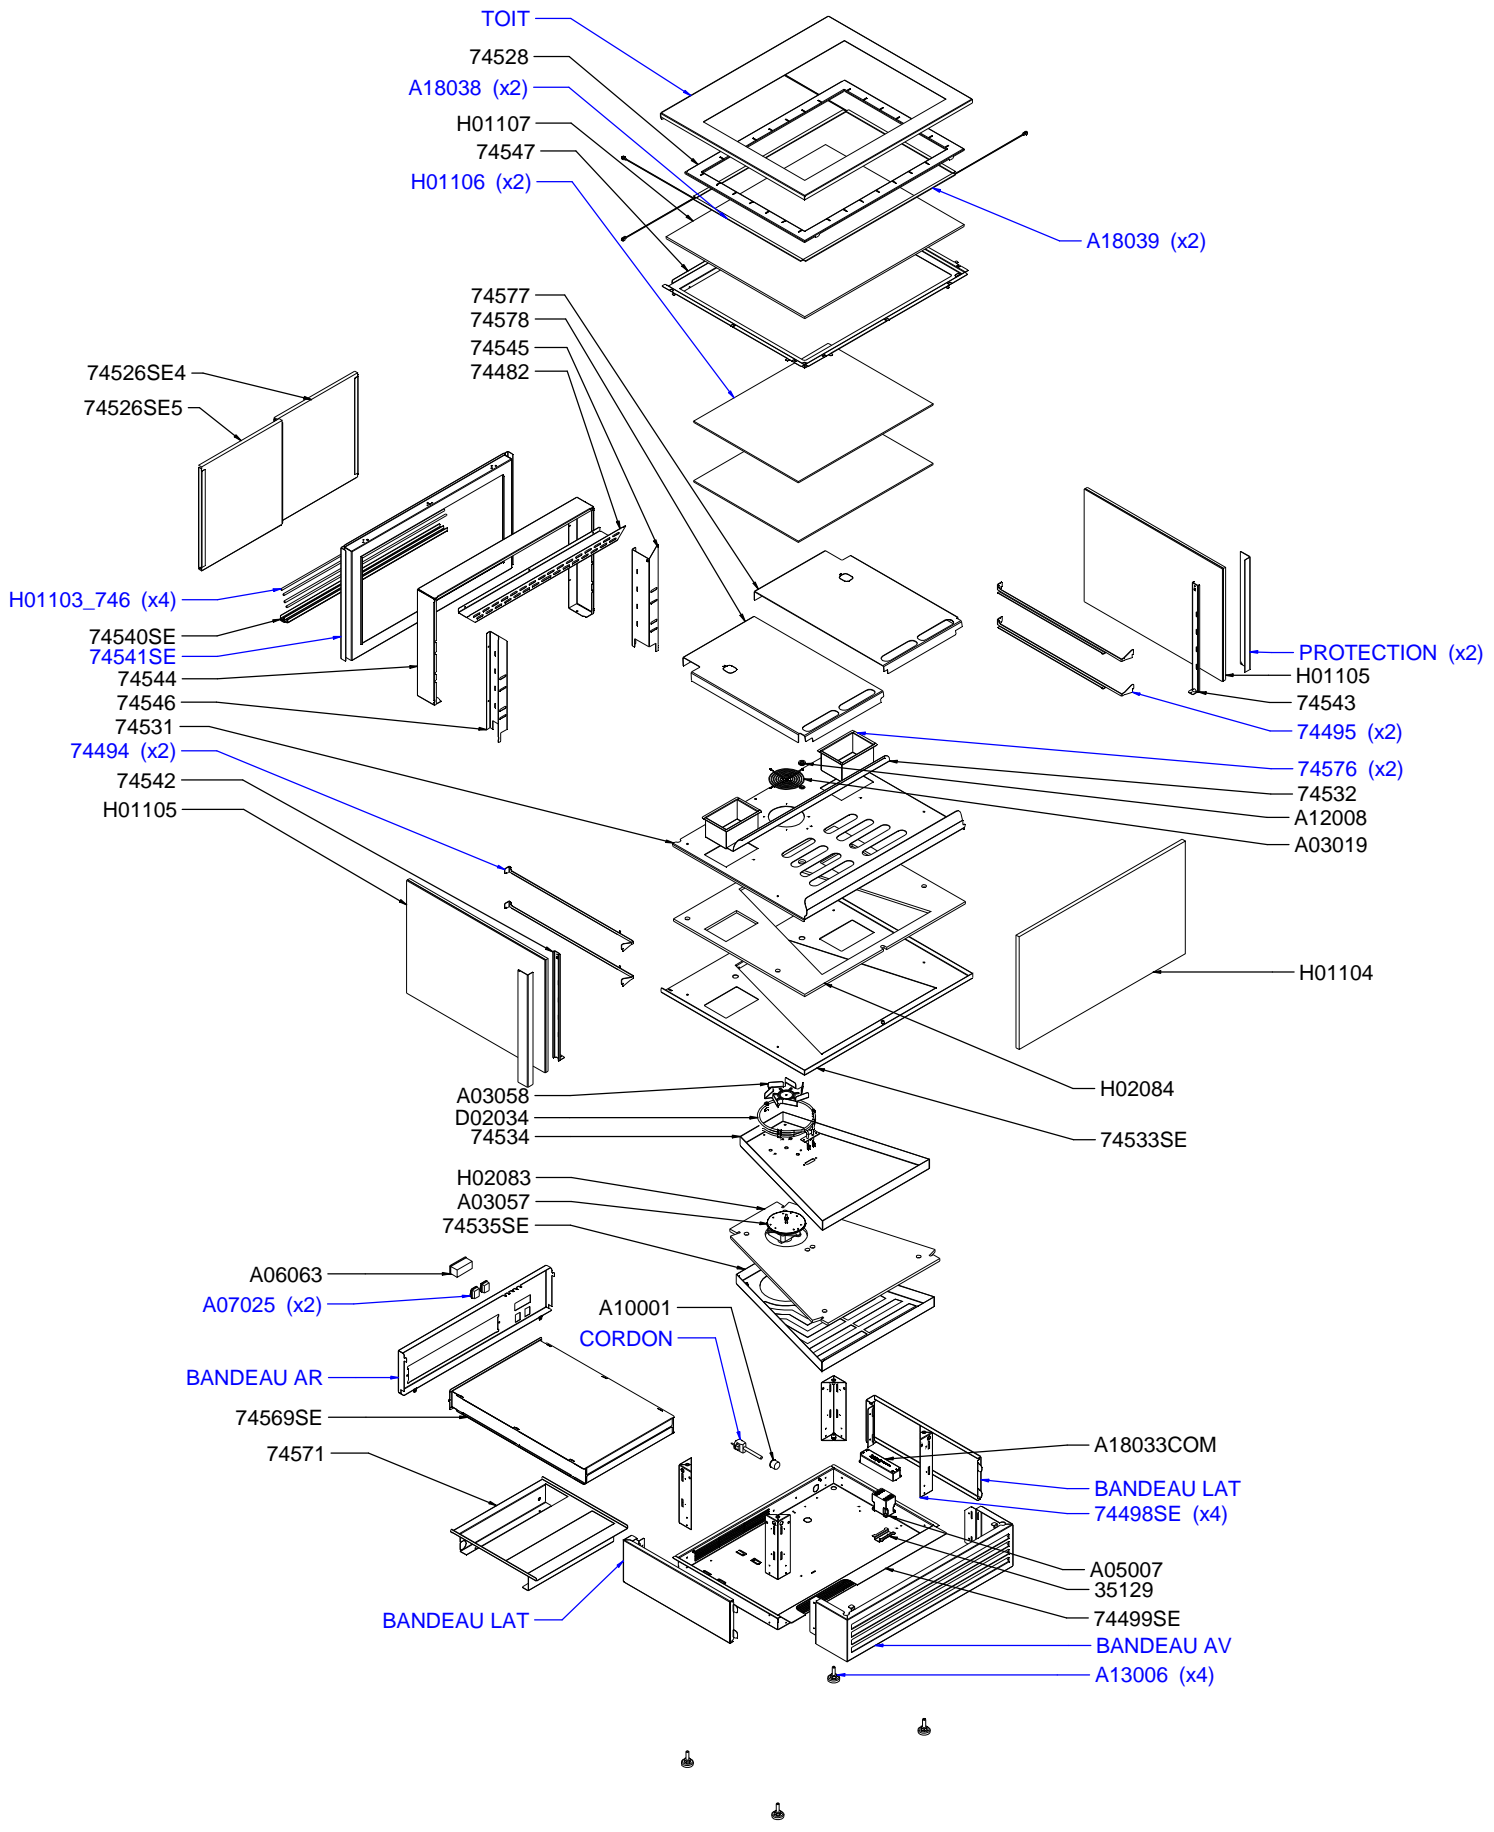 TOIT
74528
A18038 (x2)
H01107
74547
H01106 (x2)
A18039 (x2)
74577
74578
74545
74482
74526SE4
74526SE5
H01103_746 (x4)
74540SE
74541SE
74544
74546
74531
74494 (x2)
74542
H01105
PROTECTION (x2)
H01105
74543
74495 (x2)
74576 (x2)
74532
A12008
A03019
H01104
H02084
74533SE
A03058
D02034
74534
H02083
A03057
74535SE
A06063
A07025 (x2)
A10001
CORDON
BANDEAU AR
74569SE
74571
A18033COM
BANDEAU LAT
74498SE (x4)
A05007
35129
74499SE
BANDEAU LAT
BANDEAU AV
A13006 (x4)